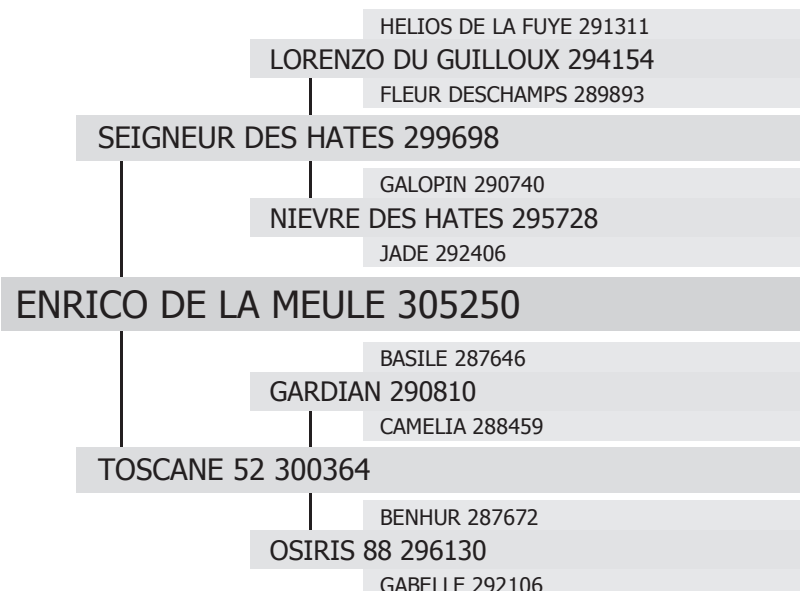 HELIOS DE LA FUYE 291311
LORENZO DU GUILLOUX 294154
FLEUR DESCHAMPS 289893
SEIGNEUR DES HATES 299698
GALOPIN 290740
NIEVRE DES HATES 295728
JADE 292406
ENRICO DE LA MEULE 305250
BASILE 287646
GARDIAN 290810
CAMELIA 288459
TOSCANE 52 300364
BENHUR 287672
OSIRIS 88 296130
GABELLE 292106